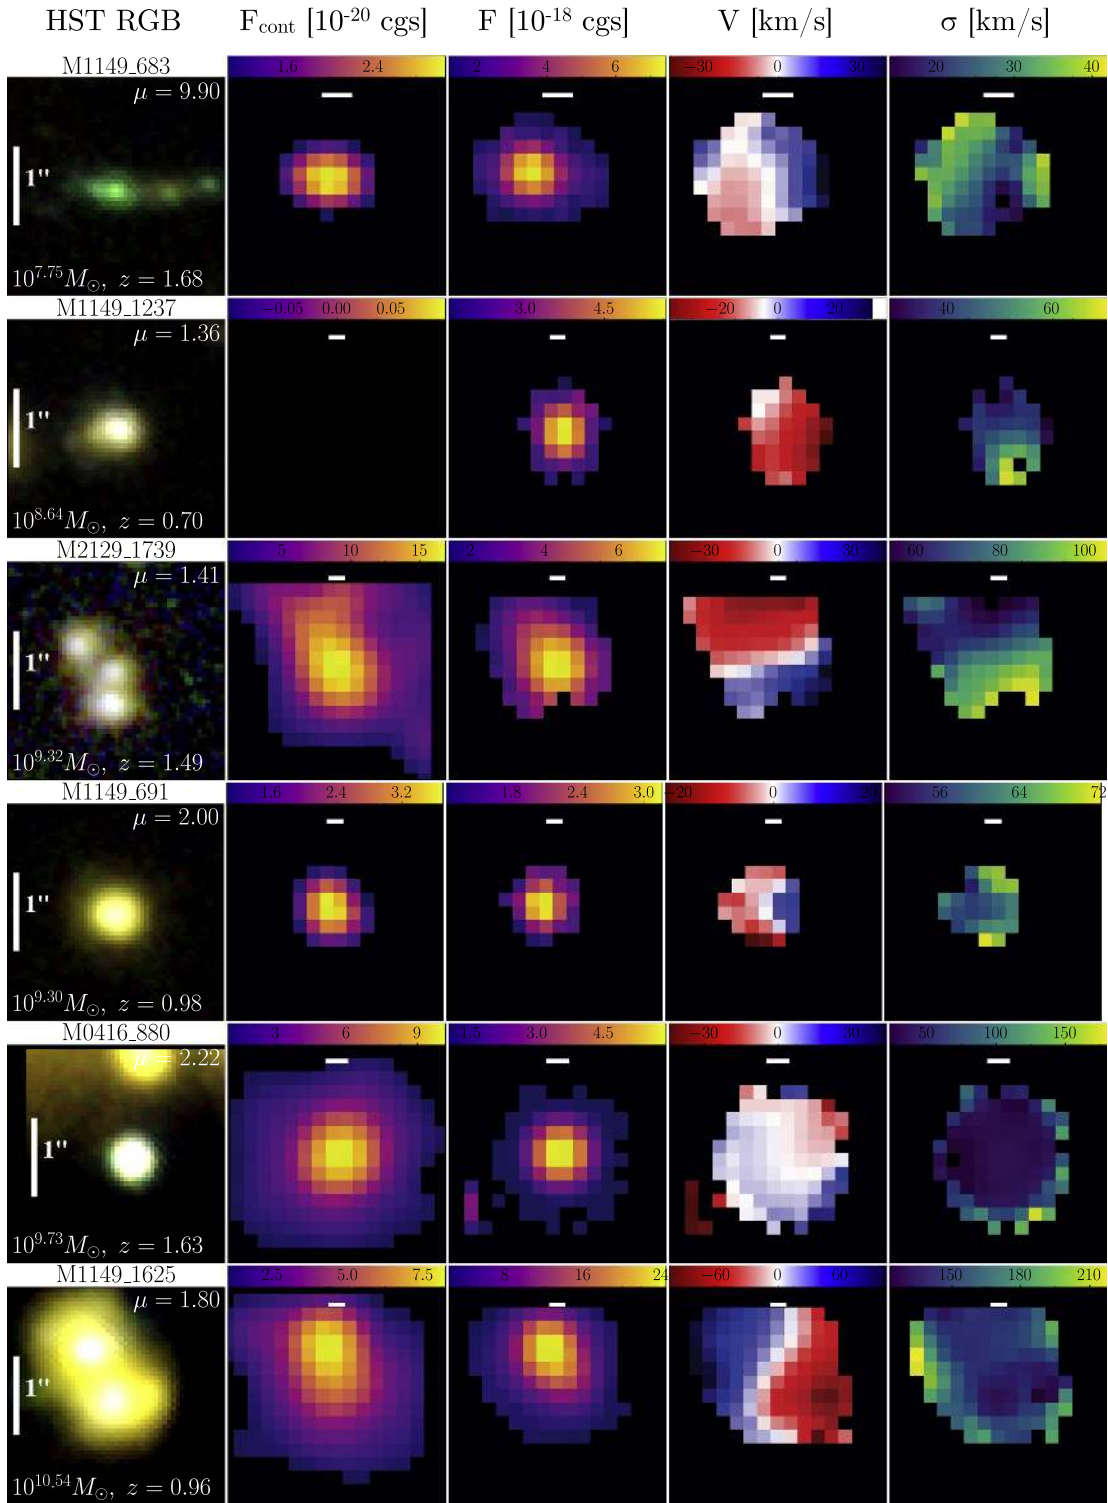 HST RGB F_cont [10^-20 cgs] F [10^-18 cgs] V [km/s] σ [km/s]
M1149_683 1.6 2.4 2 4 6 −30 0 30 20 30 40
μ = 9.90
1"
10^7.75 M_⊙, z = 1.68
M1149_1237 −0.05 0.00 0.05 3.0 4.5 −20 0 20 40 60
μ = 1.36
1"
10^8.64 M_⊙, z = 0.70
M2129_1739 5 10 15 2 4 6 −30 0 30 60 80 100
μ = 1.41
1"
10^9.32 M_⊙, z = 1.49
M1149_691 1.6 2.4 3.2 1.8 2.4 3.0 −20 0 20 56 64 72
μ = 2.00
1"
10^9.30 M_⊙, z = 0.98
M0416_880 3 6 9 1.5 3.0 4.5 −30 0 30 50 100 150
μ = 2.22
1"
10^9.73 M_⊙, z = 1.63
M1149_1625 2.5 5.0 7.5 8 16 24 −60 0 60 150 180 210
μ = 1.80
1"
10^10.54 M_⊙, z = 0.96